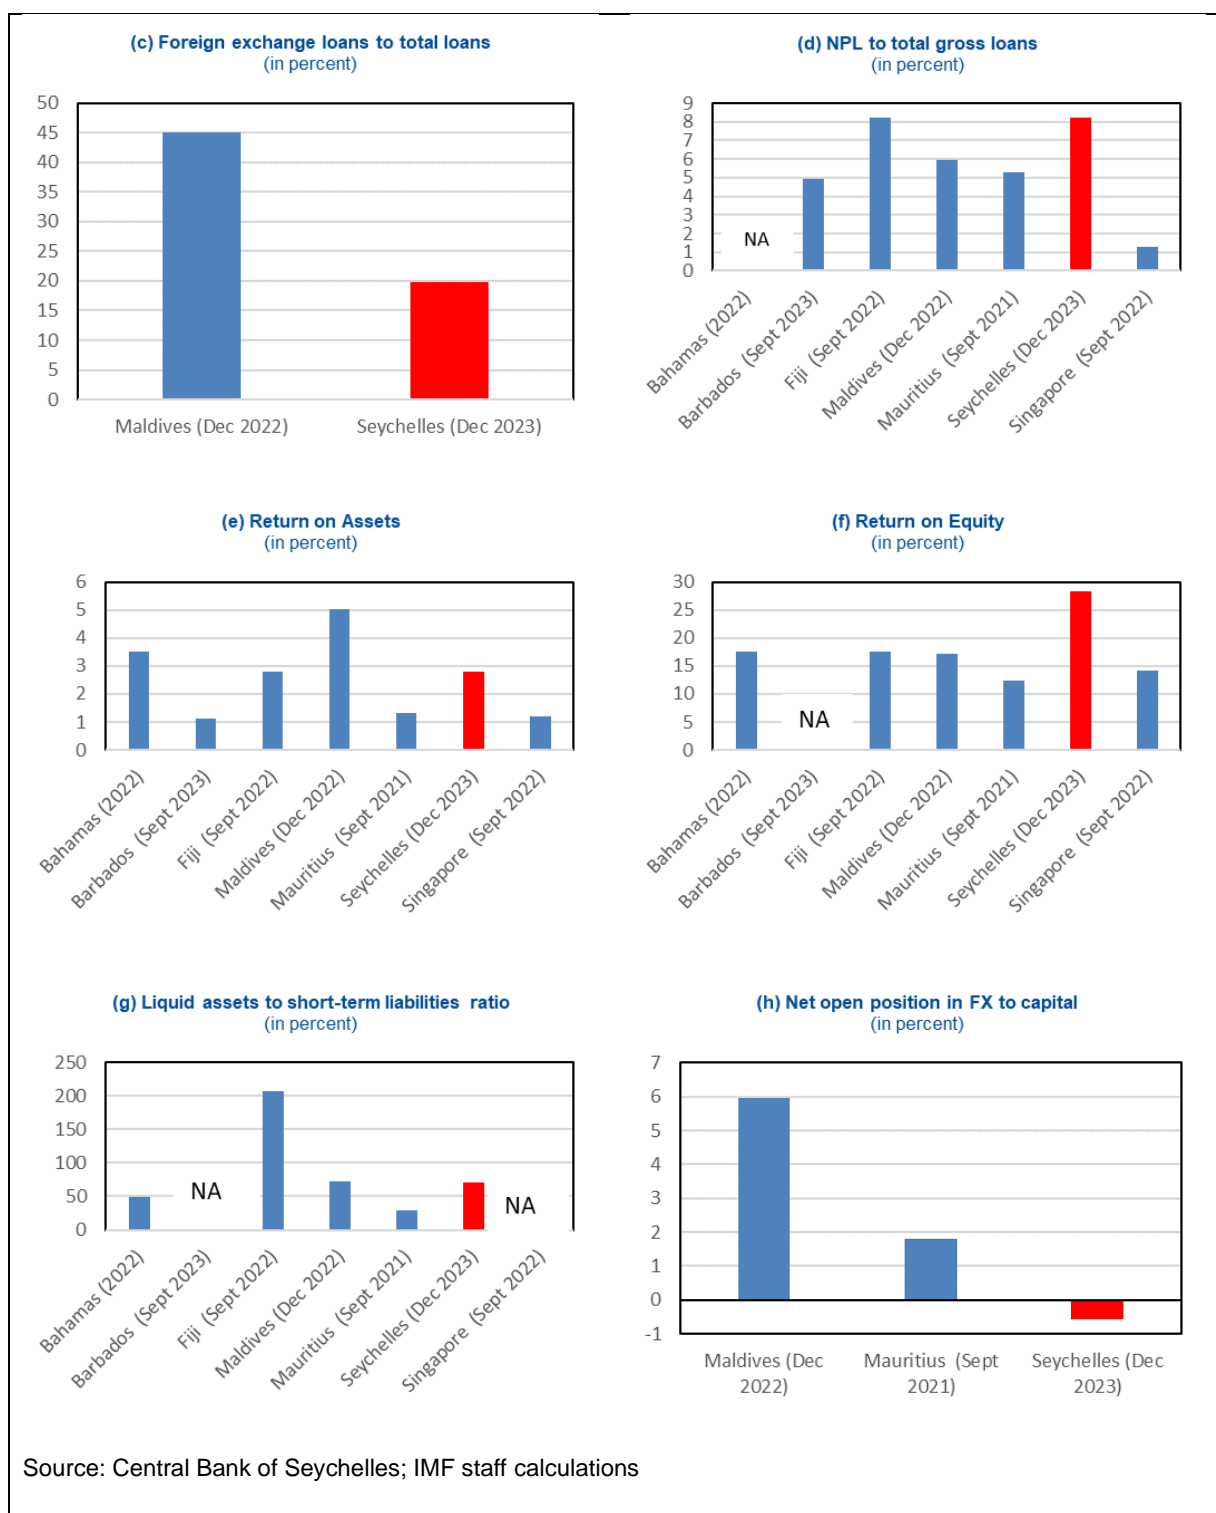 (c) Foreign exchange loans to total loans
(in percent)
50
45
40
35
30
25
20
15
10
5
0
Maldives (Dec 2022)
Seychelles (Dec 2023)
(d) NPL to total gross loans
(in percent)
9
8
7
6
5
4
3
2
1
0
NA
Bahamas (2022)
Barbados (Sept 2023)
Fiji (Sept 2022)
Maldives (Dec 2022)
Mauritius (Sept 2021)
Seychelles (Dec 2023)
Singapore (Sept 2022)
(e) Return on Assets
(in percent)
6
5
4
3
2
1
0
Bahamas (2022)
Barbados (Sept 2023)
Fiji (Sept 2022)
Maldives (Dec 2022)
Mauritius (Sept 2021)
Seychelles (Dec 2023)
Singapore (Sept 2022)
(f) Return on Equity
(in percent)
30
25
20
15
10
5
0
NA
Bahamas (2022)
Barbados (Sept 2023)
Fiji (Sept 2022)
Maldives (Dec 2022)
Mauritius (Sept 2021)
Seychelles (Dec 2023)
Singapore (Sept 2022)
(g) Liquid assets to short-term liabilities ratio
(in percent)
250
200
150
100
50
0
NA
NA
Bahamas (2022)
Barbados (Sept 2023)
Fiji (Sept 2022)
Maldives (Dec 2022)
Mauritius (Sept 2021)
Seychelles (Dec 2023)
Singapore (Sept 2022)
(h) Net open position in FX to capital
(in percent)
7
6
5
4
3
2
1
0
-1
Maldives (Dec
2022)
Mauritius (Sept
2021)
Seychelles (Dec
2023)
Source: Central Bank of Seychelles; IMF staff calculations